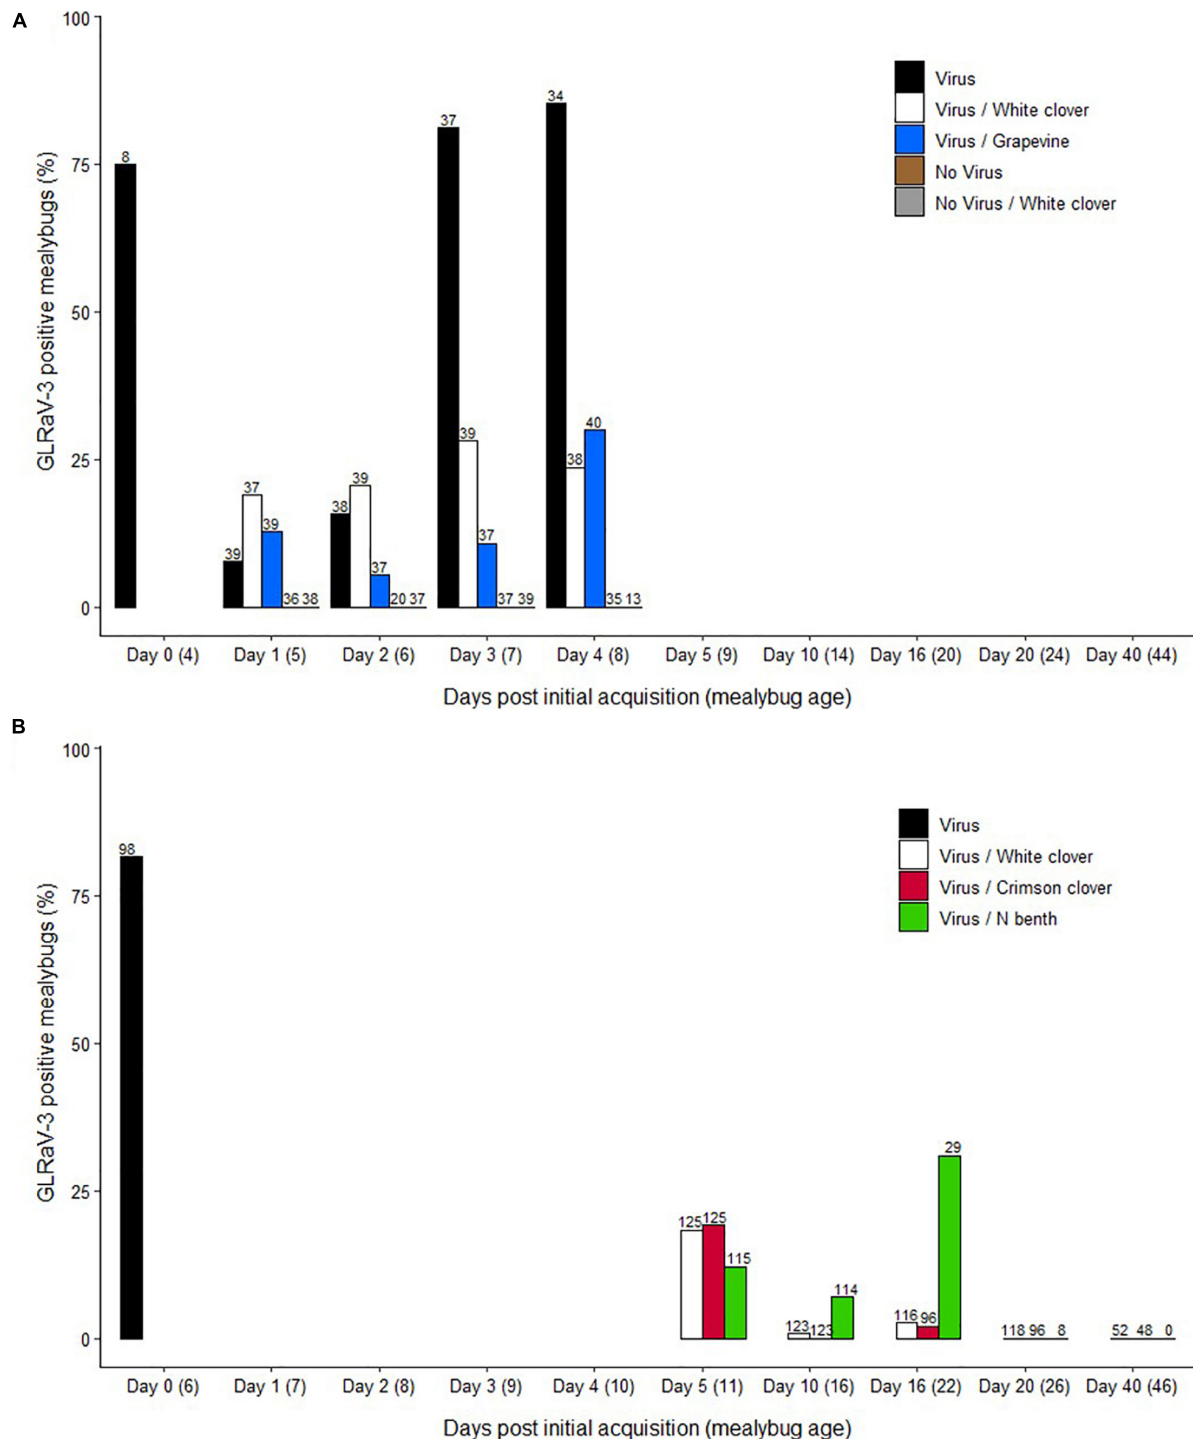 A
100
75
50
25
0
GLRaV-3 positive mealybugs (%)
Virus
Virus / White clover
Virus / Grapevine
No Virus
No Virus / White clover
8
39 37 39 36 38
38 39 37 20 37
37 39 37 37 39
34 38 40 35 13
Day 0 (4) Day 1 (5) Day 2 (6) Day 3 (7) Day 4 (8) Day 5 (9) Day 10 (14) Day 16 (20) Day 20 (24) Day 40 (44)
Days post initial acquisition (mealybug age)
B
100
75
50
25
0
GLRaV-3 positive mealybugs (%)
Virus
Virus / White clover
Virus / Crimson clover
Virus / N benth
98
125 125 115
123 123 114
116 96 29
118 96 8
52 48 0
Day 0 (6) Day 1 (7) Day 2 (8) Day 3 (9) Day 4 (10) Day 5 (11) Day 10 (16) Day 16 (22) Day 20 (26) Day 40 (46)
Days post initial acquisition (mealybug age)